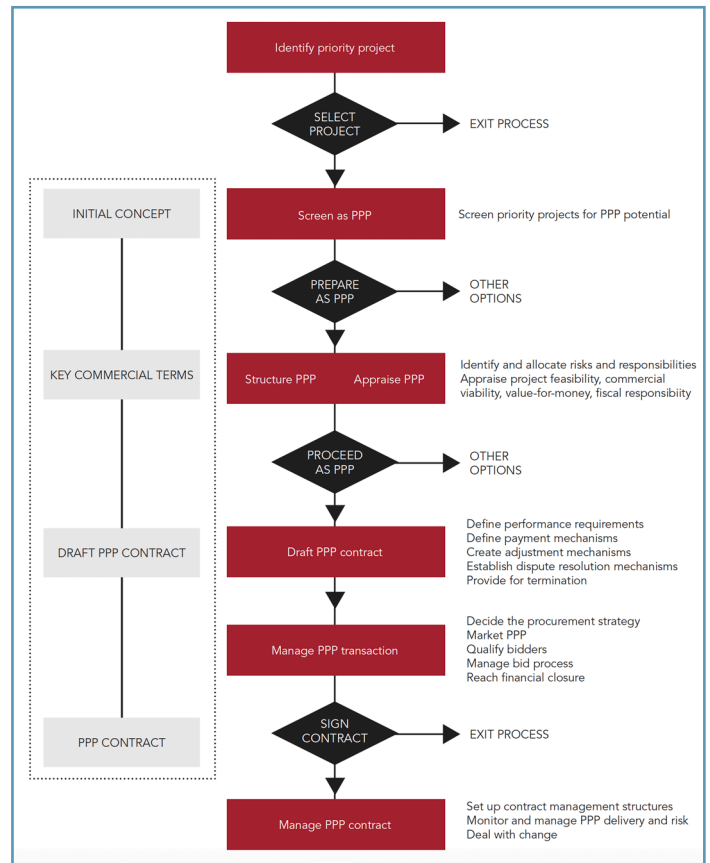 Identify priority project
SELECT
PROJECT
EXIT PROCESS
INITIAL CONCEPT
Screen as PPP
Screen priority projects for PPP potential
PREPARE
AS PPP
OTHER
OPTIONS
KEY COMMERCIAL TERMS
Structure PPP
Appraise PPP
Identify and allocate risks and responsibilities
Appraise project feasibility, commercial
viability, value-for-money, fiscal responsibiity
PROCEED
AS PPP
OTHER
OPTIONS
DRAFT PPP CONTRACT
Draft PPP contract
Define performance requirements
Define payment mechanisms
Create adjustment mechanisms
Establish dispute resolution mechanisms
Provide for termination
Manage PPP transaction
Decide the procurement strategy
Market PPP
Qualify bidders
Manage bid process
Reach financial closure
SIGN
CONTRACT
EXIT PROCESS
PPP CONTRACT
Manage PPP contract
Set up contract management structures
Monitor and manage PPP delivery and risk
Deal with change